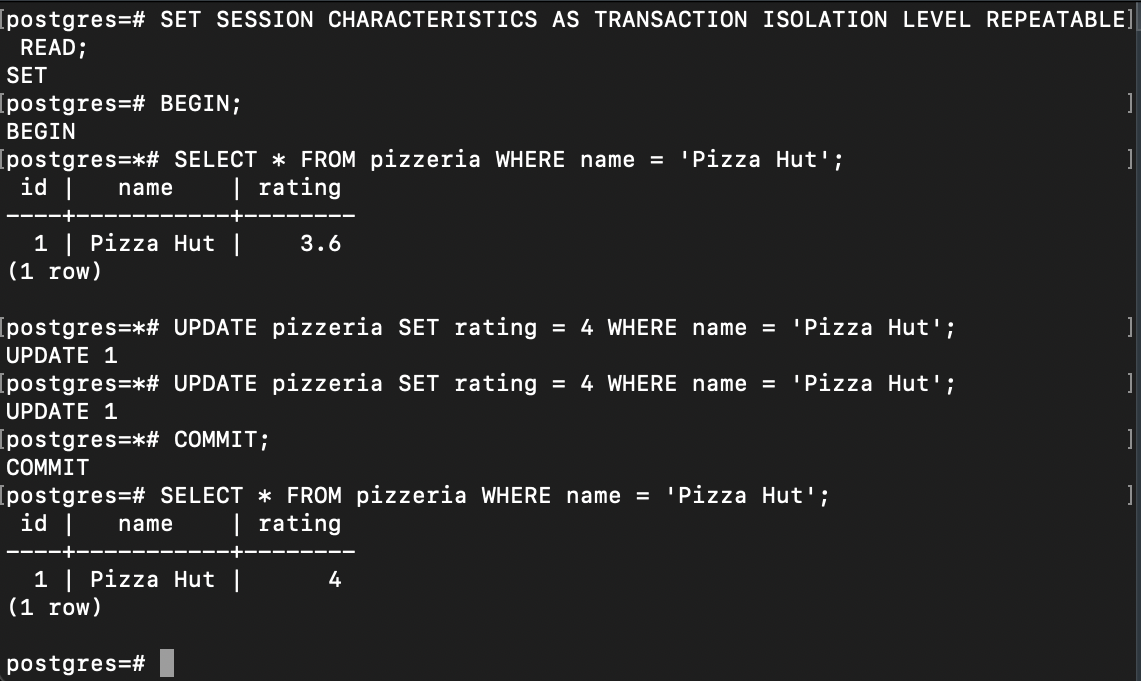 [postgres=# SET SESSION CHARACTERISTICS AS TRANSACTION ISOLATION LEVEL REPEATABLE]
 READ;
SET
[postgres=# BEGIN;                                                              ]
BEGIN
[postgres=*# SELECT * FROM pizzeria WHERE name = 'Pizza Hut';                   ]
 id |   name    | rating
----+-----------+--------
  1 | Pizza Hut |    3.6
(1 row)

[postgres=*# UPDATE pizzeria SET rating = 4 WHERE name = 'Pizza Hut';           ]
UPDATE 1
[postgres=*# UPDATE pizzeria SET rating = 4 WHERE name = 'Pizza Hut';           ]
UPDATE 1
[postgres=*# COMMIT;                                                            ]
COMMIT
[postgres=# SELECT * FROM pizzeria WHERE name = 'Pizza Hut';                    ]
 id |   name    | rating
----+-----------+--------
  1 | Pizza Hut |      4
(1 row)

postgres=#